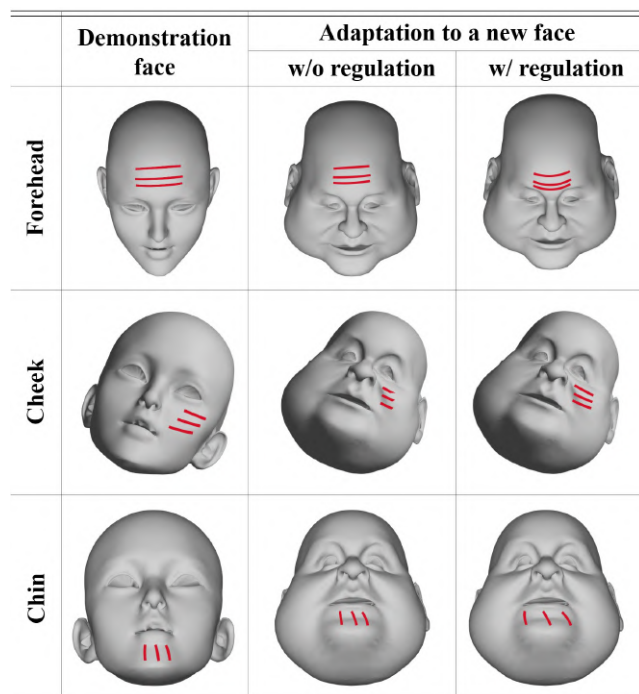 Demonstration
face
Adaptation to a new face
w/o regulation
w/ regulation
Forehead
Cheek
Chin